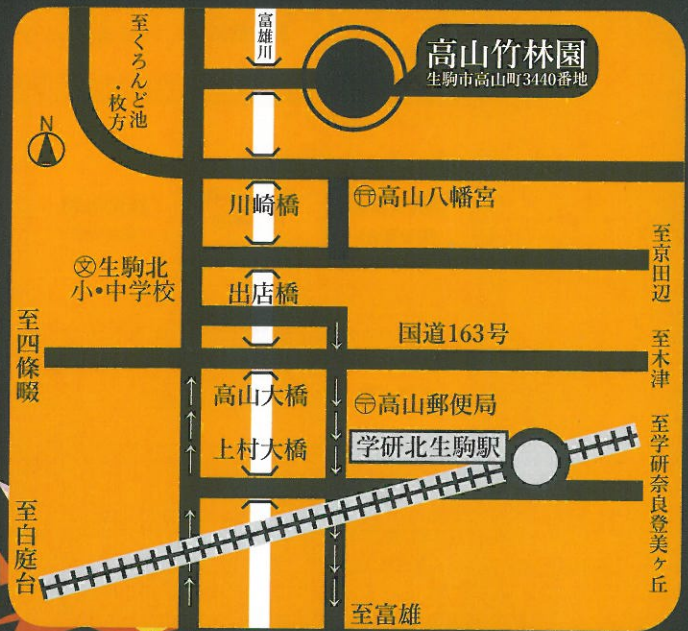 至くろんど池
・枚方
富雄川
高山竹林園
生駒市高山町3440番地
N
川崎橋
高山八幡宮
文生駒北
小・中学校
出店橋
至京田辺
至四條畷
国道163号
至木津
高山大橋
〒高山郵便局
上村大橋
学研北生駒駅
至学研奈良登美ヶ丘
至白庭台
至富雄